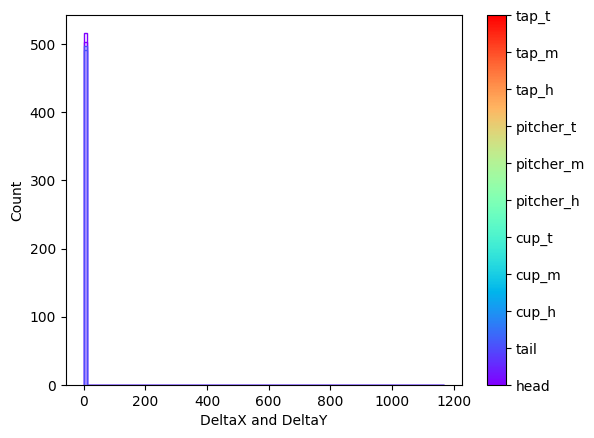 500
400
300
200
100
0
Count
0 200 400 600 800 1000 1200
DeltaX and DeltaY
tap_t
tap_m
tap_h
pitcher_t
pitcher_m
pitcher_h
cup_t
cup_m
cup_h
tail
head